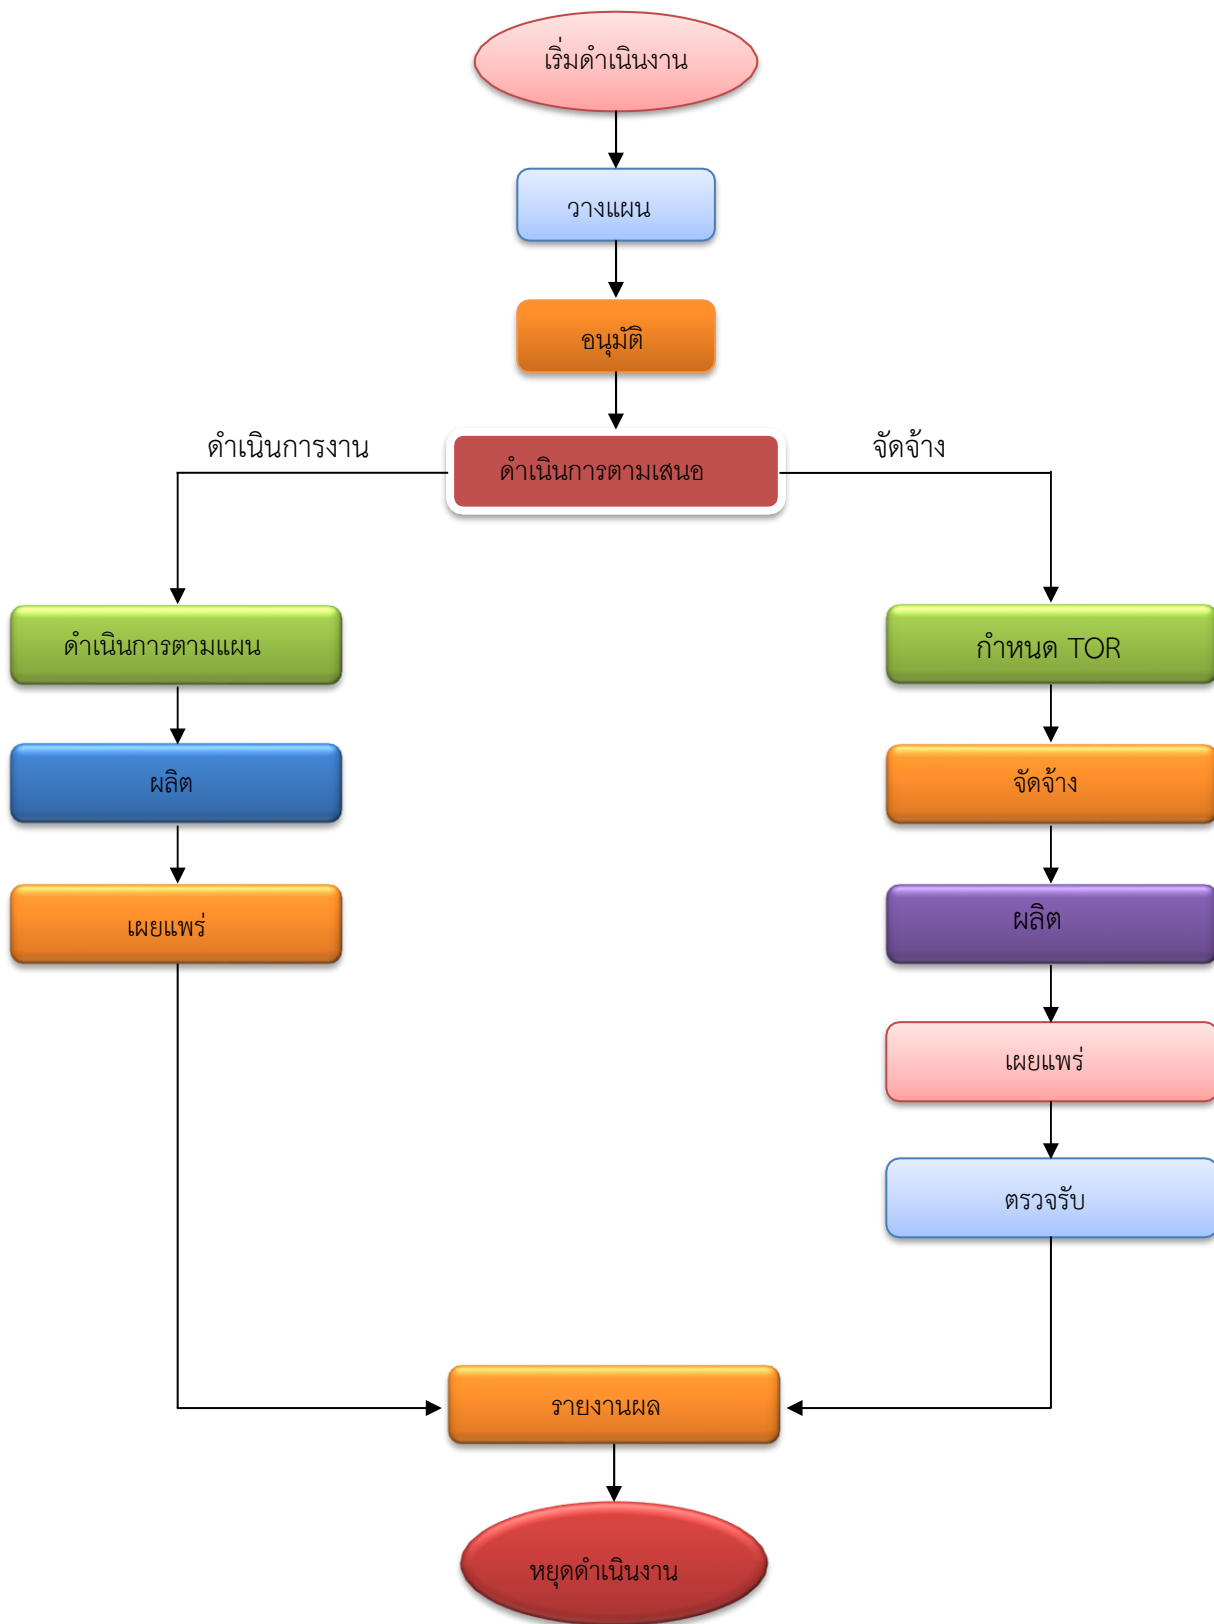 เริ่มดำเนินงาน
วางแผน
อนุมัติ
ดำเนินการงาน
ดำเนินการตามเสนอ
จัดจ้าง
ดำเนินการตามแผน
กำหนด TOR
ผลิต
จัดจ้าง
เผยแพร่
ผลิต
เผยแพร่
ตรวจรับ
รายงานผล
หยุดดำเนินงาน